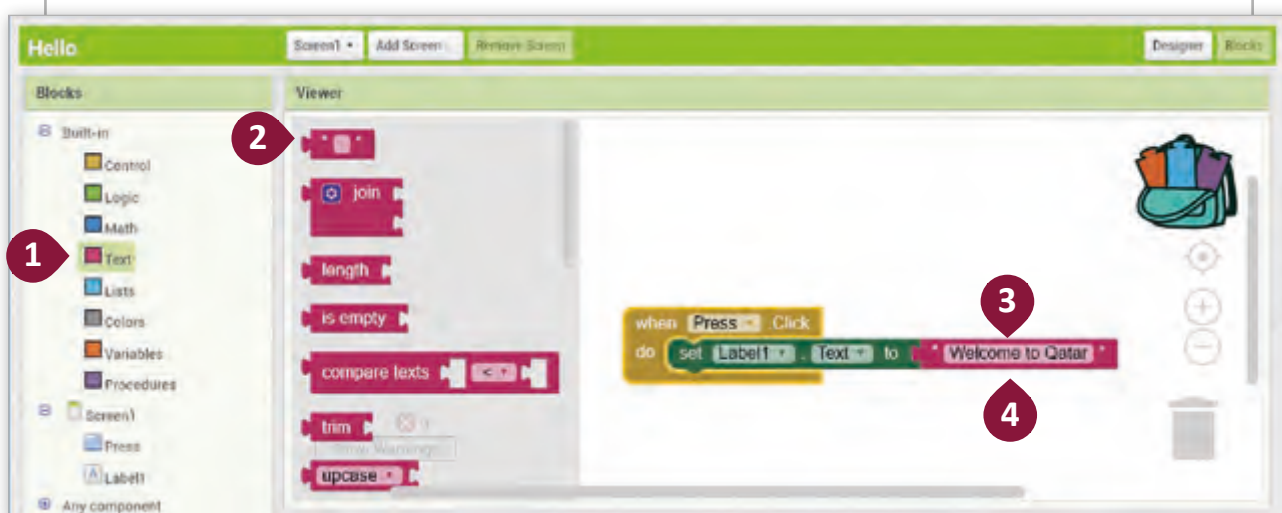 Hello
Screen1 Add Screen Remove Screen Designer Blocks
Blocks
Viewer
Built-in
Control
Logic
Math
Text
Lists
Colors
Variables
Procedures
Screen1
Press
Label1
Any component
1
2
" "
join
length
is empty
compare texts <
trim
upcase
when Press .Click
do set Label1 . Text to " Welcome to Qatar "
3
4